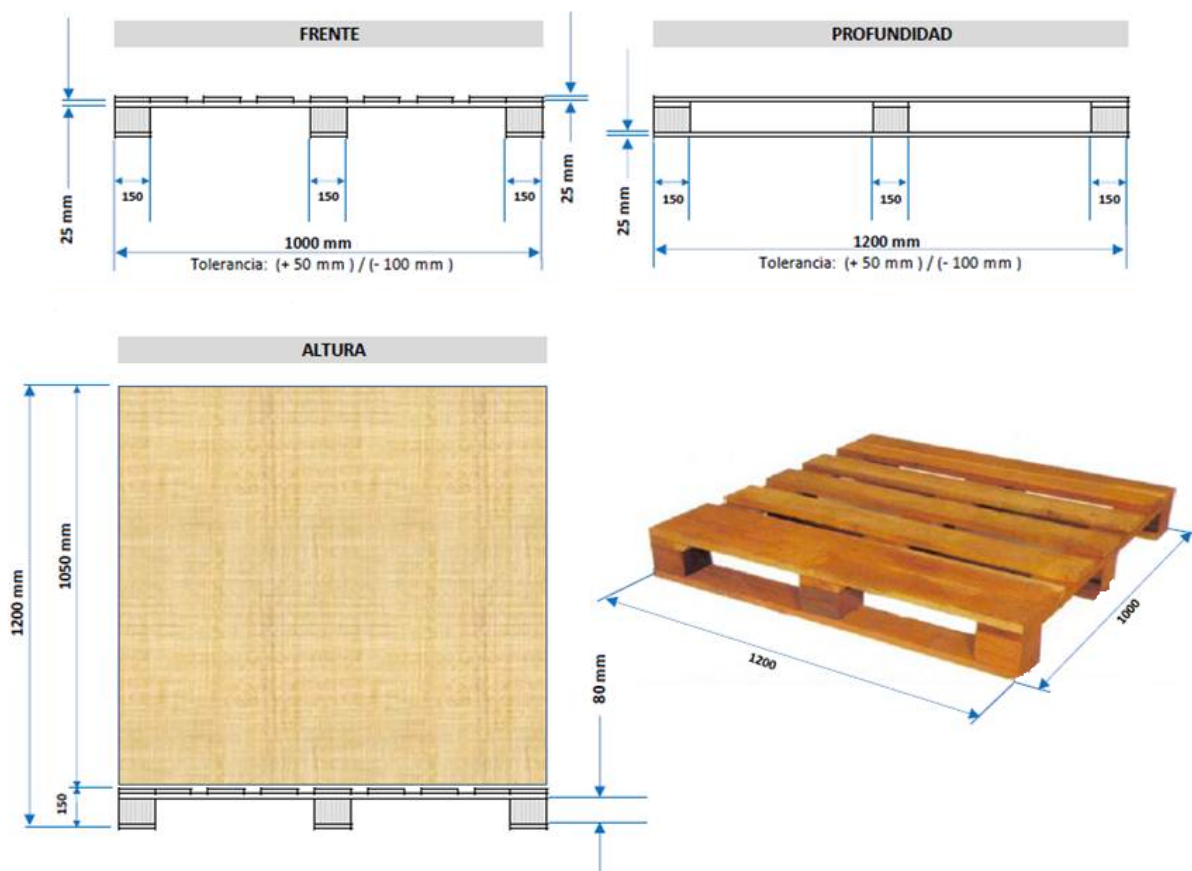 FRENTE
25 mm
150
150
150
25 mm
1000 mm
Tolerancia: (+ 50 mm ) / (- 100 mm )
PROFUNDIDAD
25 mm
150
150
150
1200 mm
Tolerancia: (+ 50 mm ) / (- 100 mm )
ALTURA
1200 mm
1050 mm
150
80 mm
1200
1000